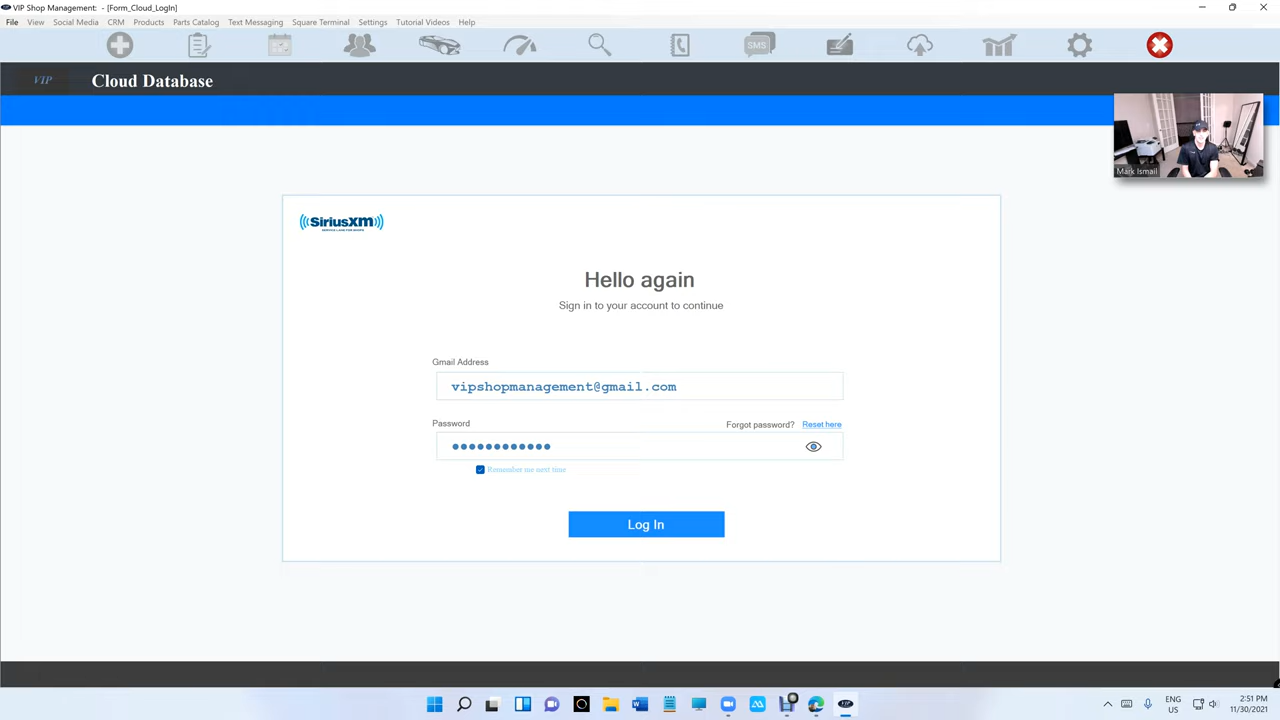 VIP Shop Management: - [Form_Cloud_LogIn]
File View Social Media CRM Products Parts Catalog Text Messaging Square Terminal Settings Tutorial Videos Help
SMS
VIP Cloud Database
Mark Ismail
SiriusXM
Hello again
Sign in to your account to continue
Gmail Address
vipshopmanagement@gmail.com
Password Forgot password? Reset here
Remember me next time
Log In
ENG
US
2:51 PM
11/30/2021